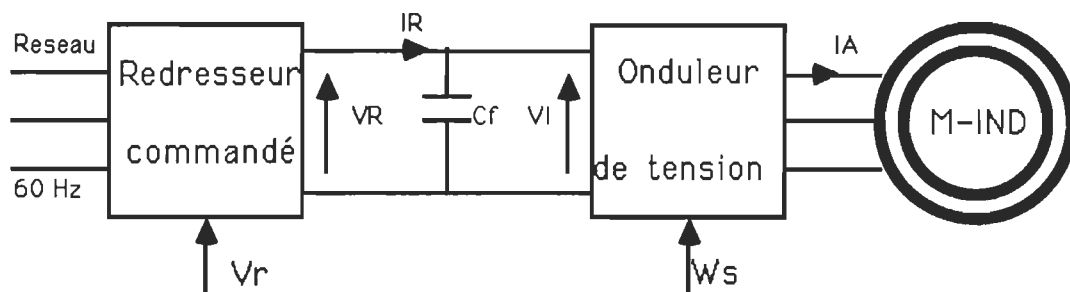 Reseau
60 Hz
Redresseur
commandé
Vr
IR
VR
Cf
VI
Onduleur
de tension
Ws
IA
M-IND